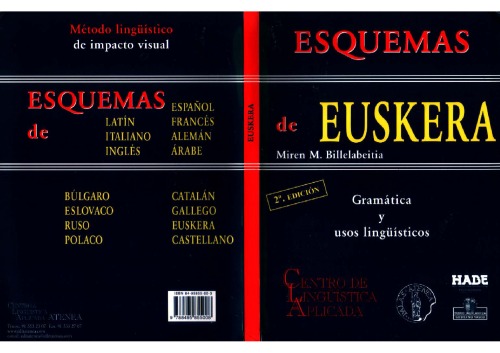 Método lingüístico
de impacto visual
ESQUEMAS
de
ESPAÑOL
LATÍN
FRANCÉS
ITALIANO
ALEMÁN
INGLÉS
ÁRABE
BÚLGARO
CATALÁN
ESLOVACO
GALLEGO
RUSO
EUSKERA
POLACO
CASTELLANO
ATENEA
ESQUEMAS
EUSKERA
ESQUEMAS
de EUSKERA
Miren M. Billelabeitia
2ª. EDICIÓN
Gramática
y
usos lingüísticos
CENTRO DE
LINGÜÍSTICA
APLICADA
HADE